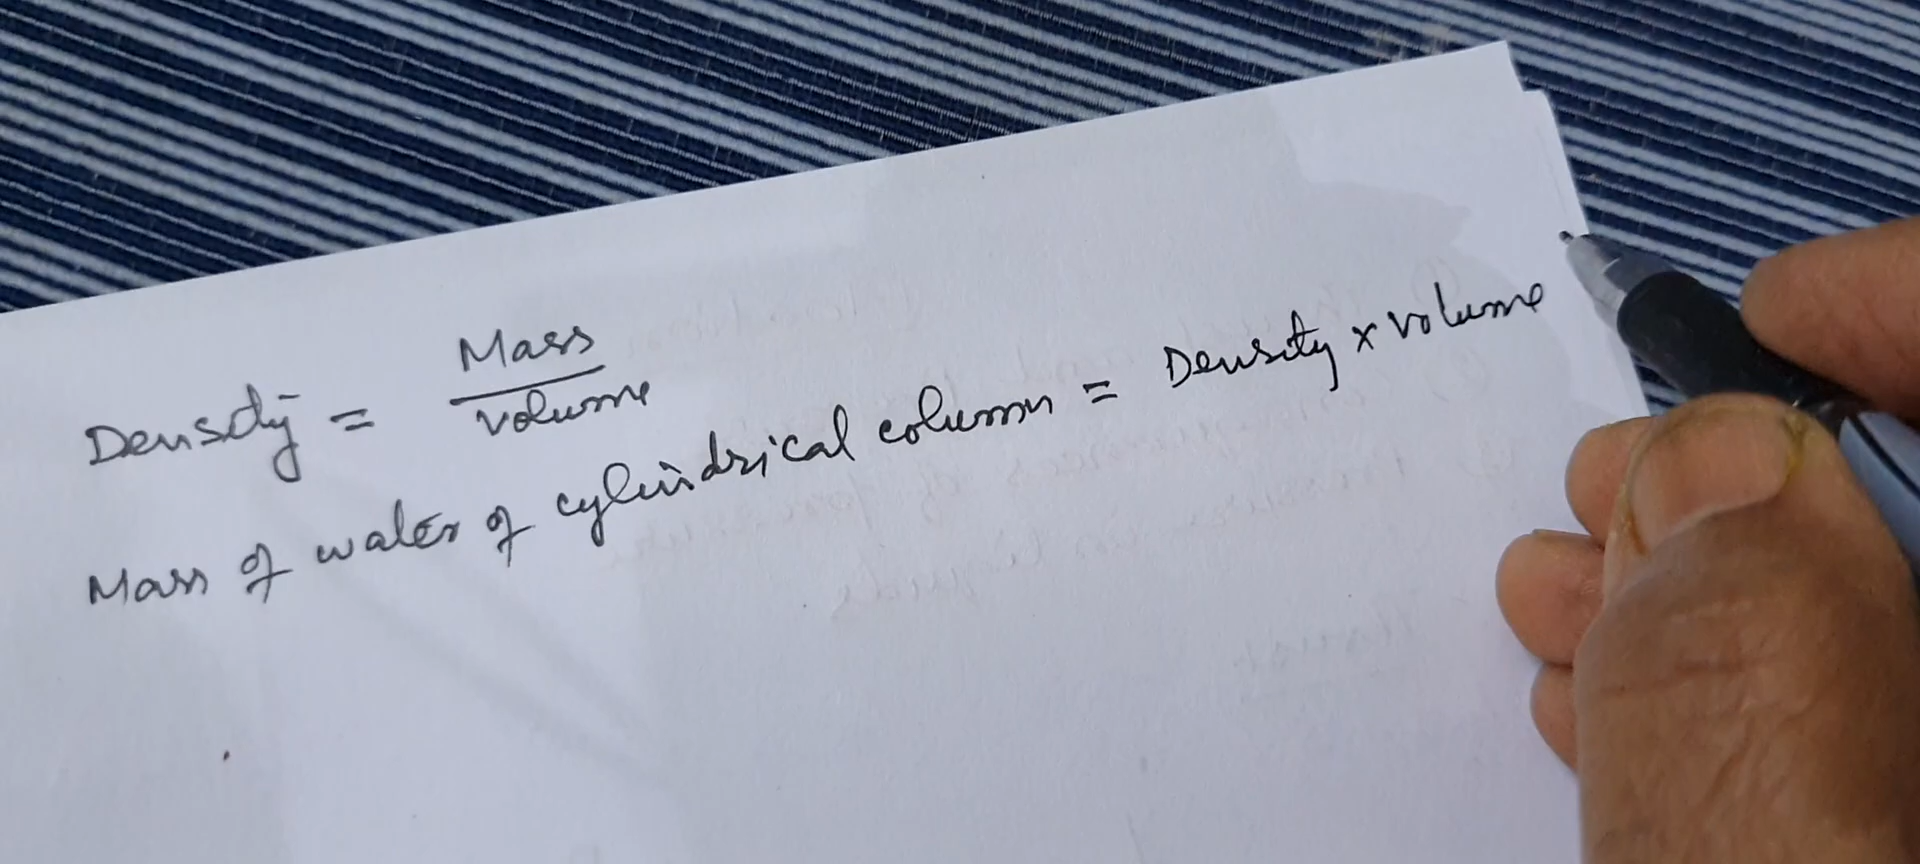 Density = Mass / volume
Mass of water of cylindrical column = Density x volume